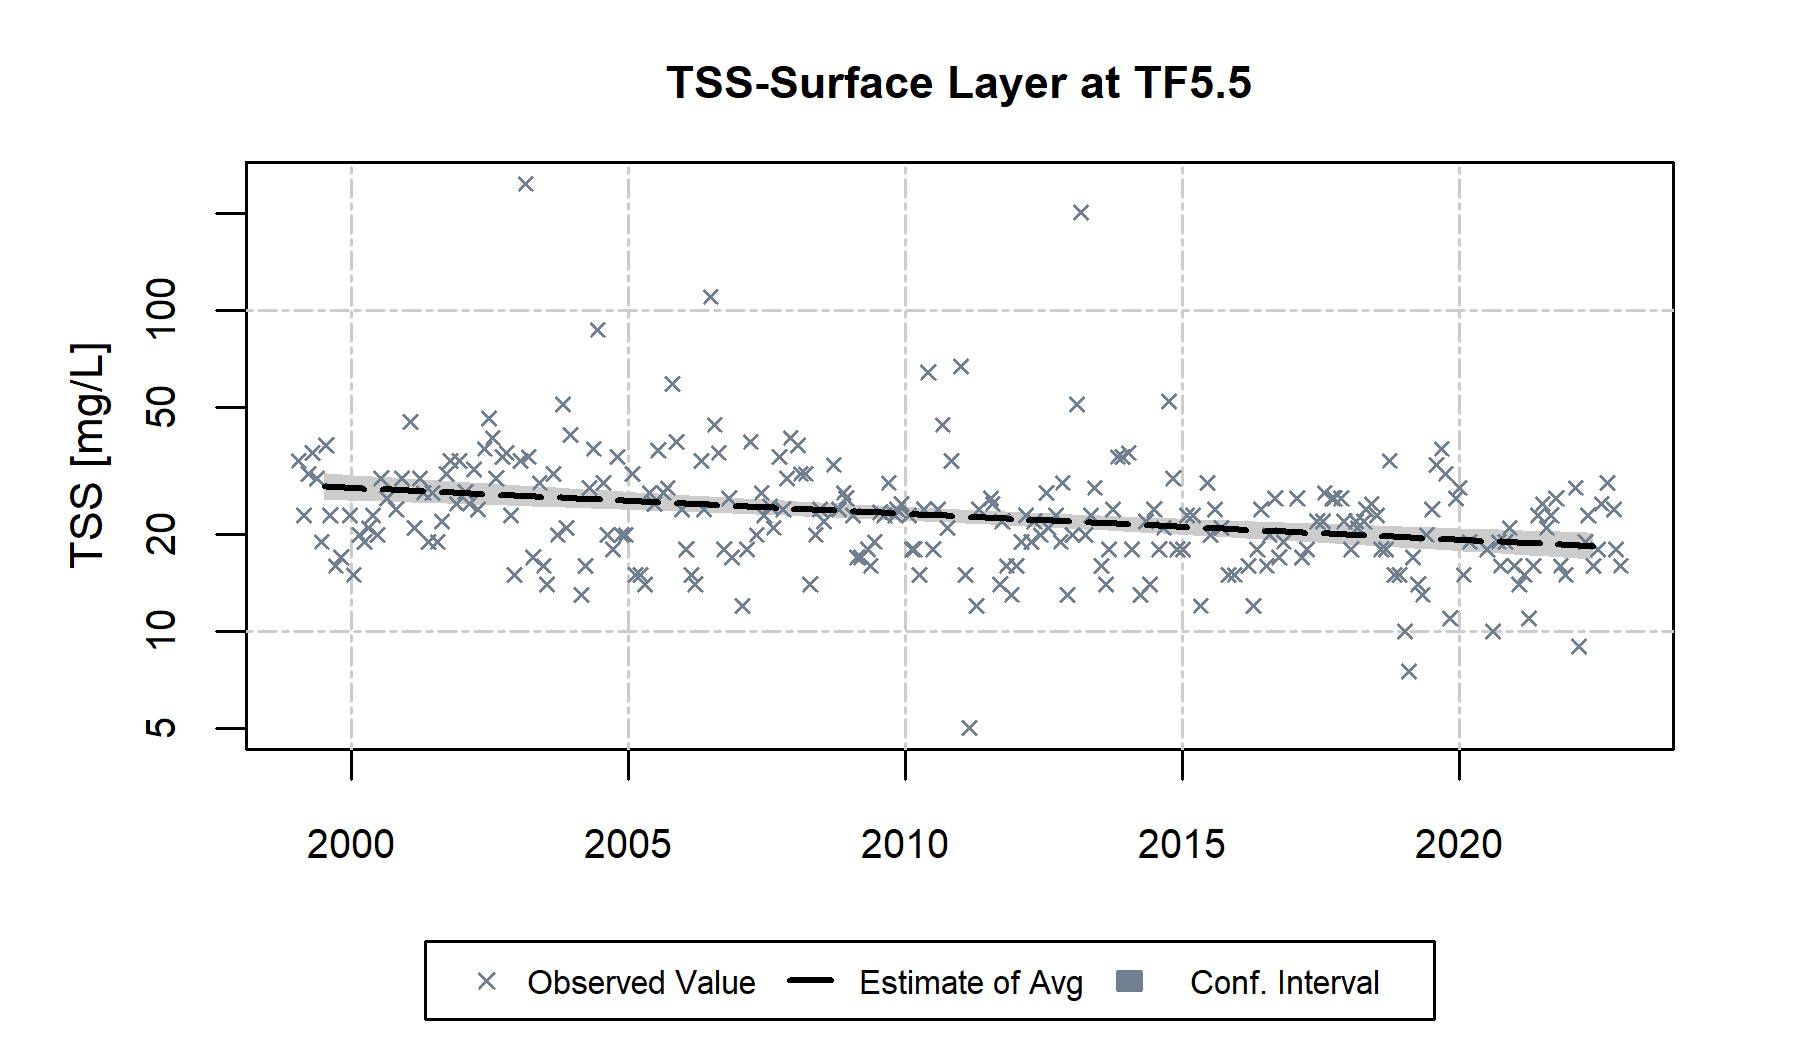 TSS-Surface Layer at TF5.5
TSS [mg/L]
100
50
20
10
5
2000 2005 2010 2015 2020
Observed Value Estimate of Avg Conf. Interval